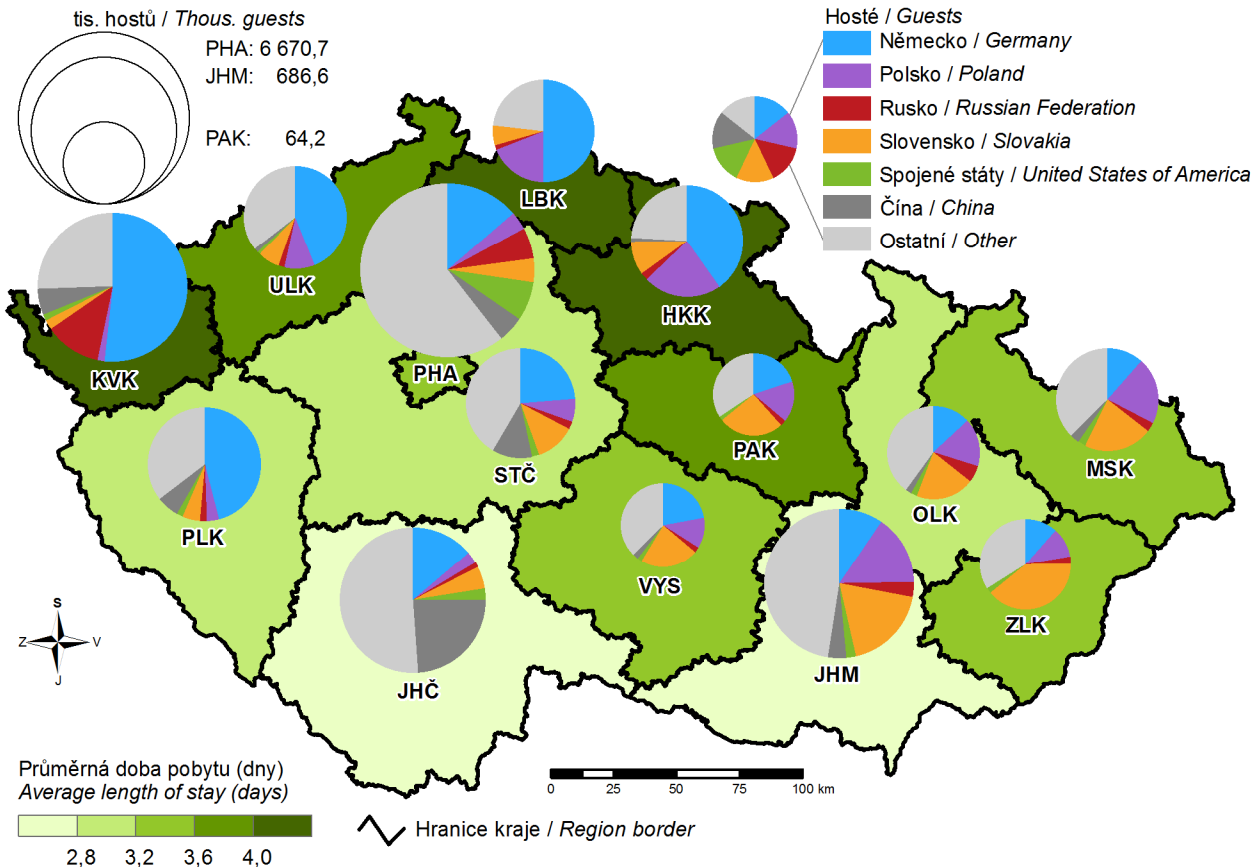 tis. hostů / Thous. guests
PHA: 6 670,7
JHM: 686,6
PAK: 64,2
Hosté / Guests
Německo / Germany
Polsko / Poland
Rusko / Russian Federation
Slovensko / Slovakia
Spojené státy / United States of America
Čína / China
Ostatní / Other
LBK
ULK
HKK
KVK
PHA
STČ
PAK
MSK
OLK
PLK
VYS
ZLK
JHM
JHČ
S
Z V
J
Průměrná doba pobytu (dny)
Average length of stay (days)
2,8 3,2 3,6 4,0
Hranice kraje / Region border
0 50 100 km